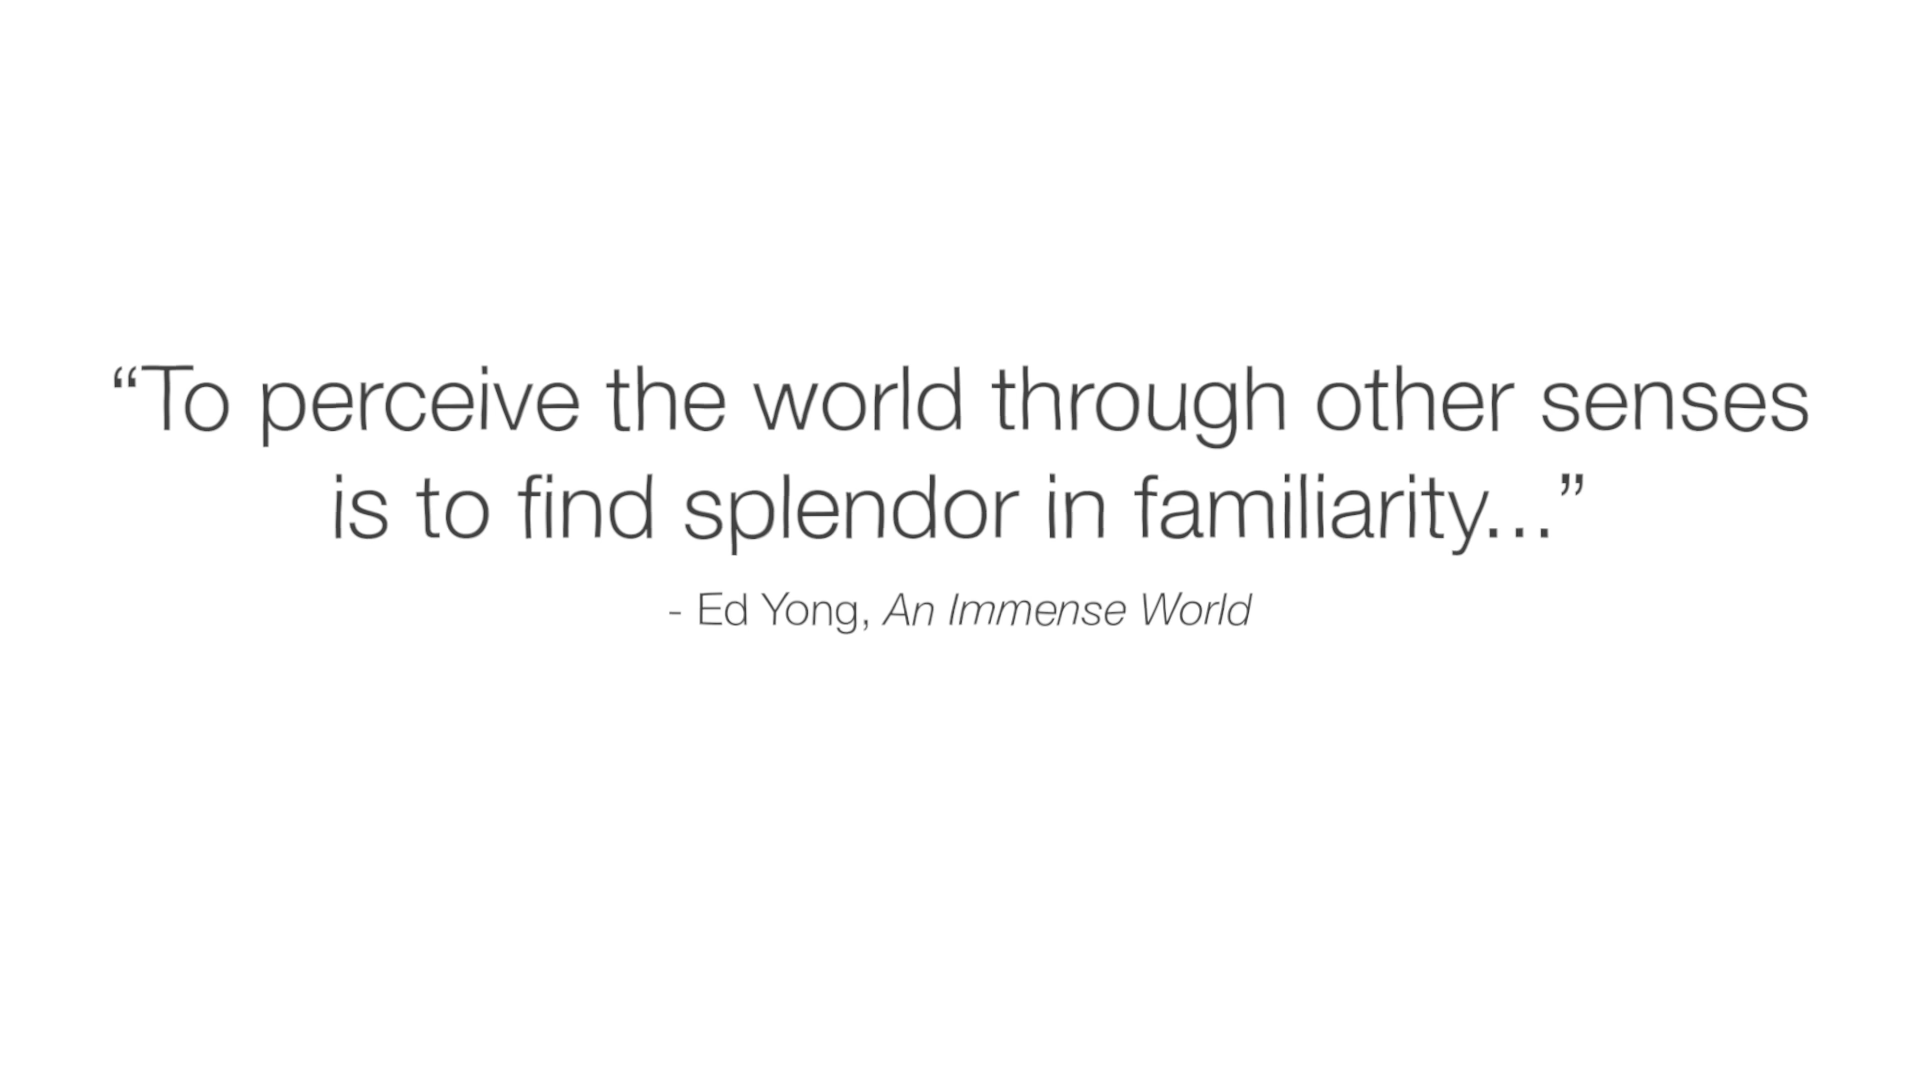 “To perceive the world through other senses
is to find splendor in familiarity...”
- Ed Yong, An Immense World